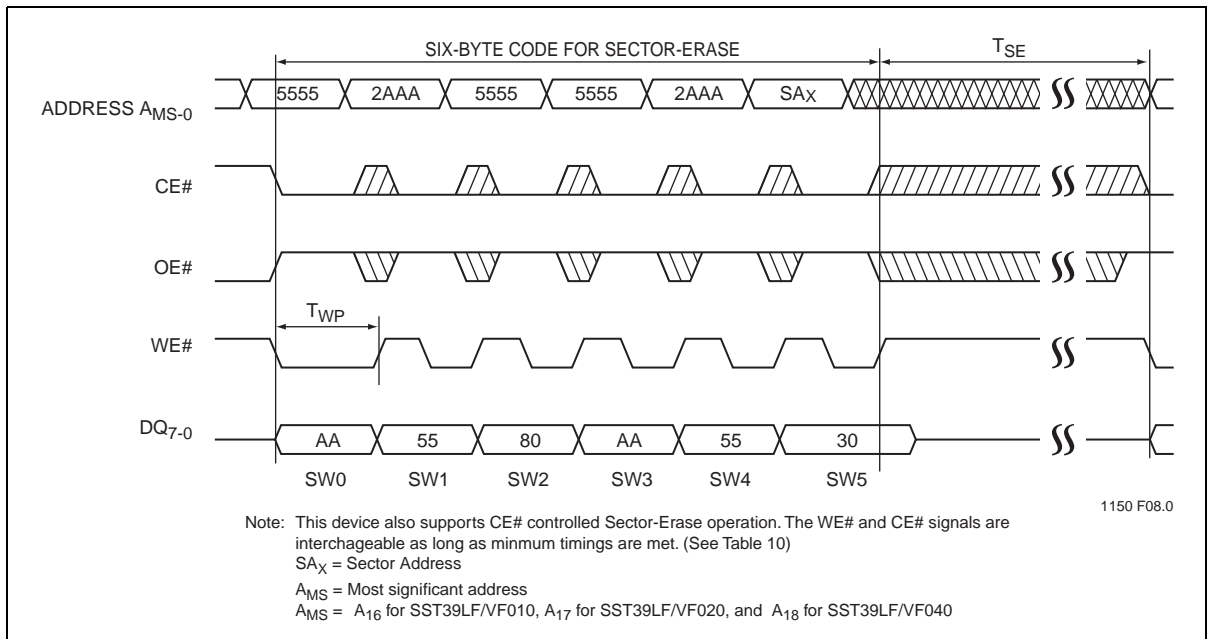 SIX-BYTE CODE FOR SECTOR-ERASE
TSE
ADDRESS AMS-0
5555 2AAA 5555 5555 2AAA SAX
CE#
OE#
TWP
WE#
DQ7-0
AA 55 80 AA 55 30
SW0 SW1 SW2 SW3 SW4 SW5
1150 F08.0
Note: This device also supports CE# controlled Sector-Erase operation. The WE# and CE# signals are
interchageable as long as minmum timings are met. (See Table 10)
SAX = Sector Address
AMS = Most significant address
AMS = A16 for SST39LF/VF010, A17 for SST39LF/VF020, and A18 for SST39LF/VF040